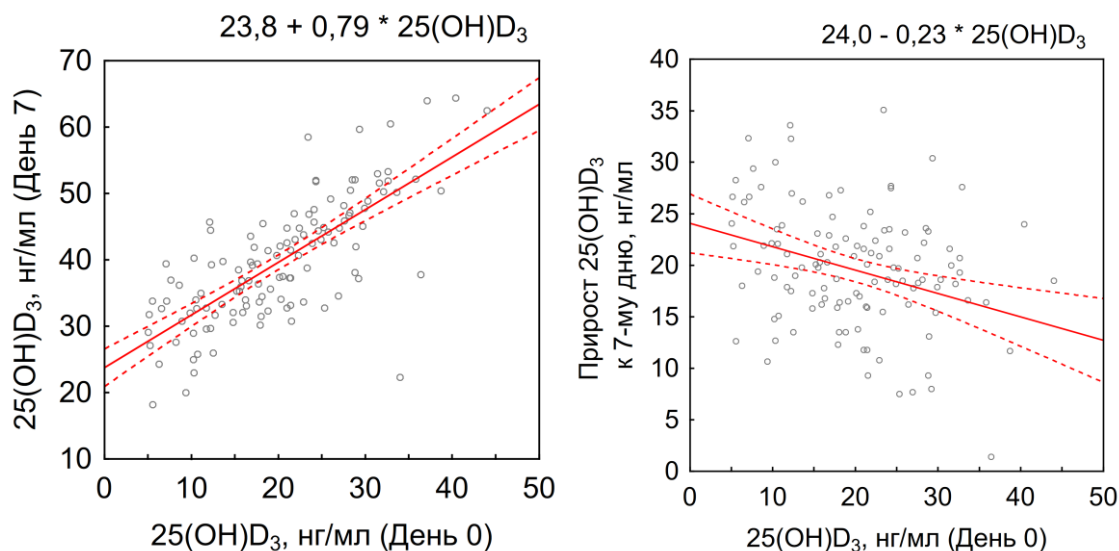 23,8 + 0,79 * 25(OH)D₃
70
60
50
40
30
20
10
25(OH)D₃, нг/мл (День 7)
0 10 20 30 40 50
25(OH)D₃, нг/мл (День 0)
24,0 - 0,23 * 25(OH)D₃
40
35
30
25
20
15
10
5
0
Прирост 25(OH)D₃
к 7-му дню, нг/мл
0 10 20 30 40 50
25(OH)D₃, нг/мл (День 0)